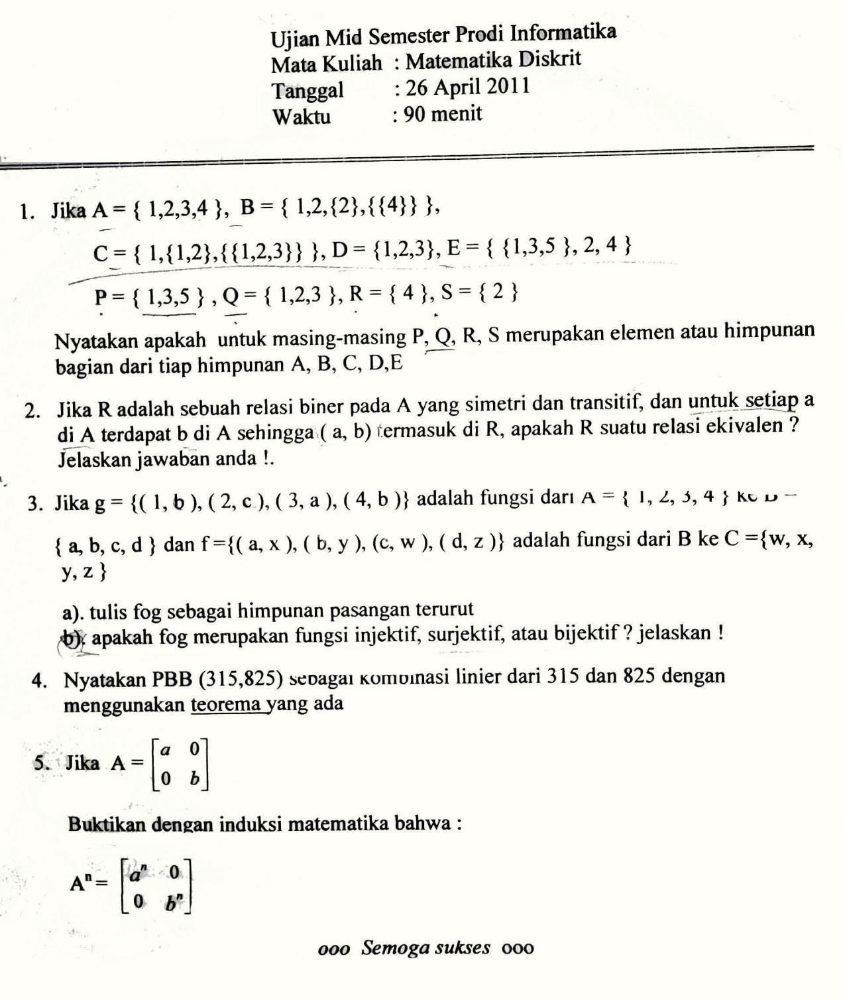 Ujian Mid Semester Prodi Informatika
Mata Kuliah : Matematika Diskrit
Tanggal : 26 April 2011
Waktu : 90 menit
1. Jika A = { 1,2,3,4 }, B = { 1,2,{2},{{4}} },
C = { 1,{1,2},{{1,2,3}} }, D = {1,2,3}, E = { {1,3,5 }, 2, 4 }
P = { 1,3,5 } , Q = { 1,2,3 }, R = { 4 }, S = { 2 }
Nyatakan apakah untuk masing-masing P, Q, R, S merupakan elemen atau himpunan
bagian dari tiap himpunan A, B, C, D,E
2. Jika R adalah sebuah relasi biner pada A yang simetri dan transitif, dan untuk setiap a
di A terdapat b di A sehingga ( a, b) termasuk di R, apakah R suatu relasi ekivalen ?
Jelaskan jawaban anda !.
3. Jika g = {( 1, b ), ( 2, c ), ( 3, a ), ( 4, b )} adalah fungsi dari A = { 1, 2, 3, 4 } ke B =
{ a, b, c, d } dan f ={( a, x ), ( b, y ), (c, w ), ( d, z )} adalah fungsi dari B ke C ={w, x,
y, z }
a). tulis fog sebagai himpunan pasangan terurut
b). apakah fog merupakan fungsi injektif, surjektif, atau bijektif ? jelaskan !
4. Nyatakan PBB (315,825) sebagai kombinasi linier dari 315 dan 825 dengan
menggunakan teorema yang ada
5. Jika A = [a 0
0 b]
Buktikan dengan induksi matematika bahwa :
Aⁿ = [aⁿ 0
0 bⁿ]
ooo Semoga sukses ooo